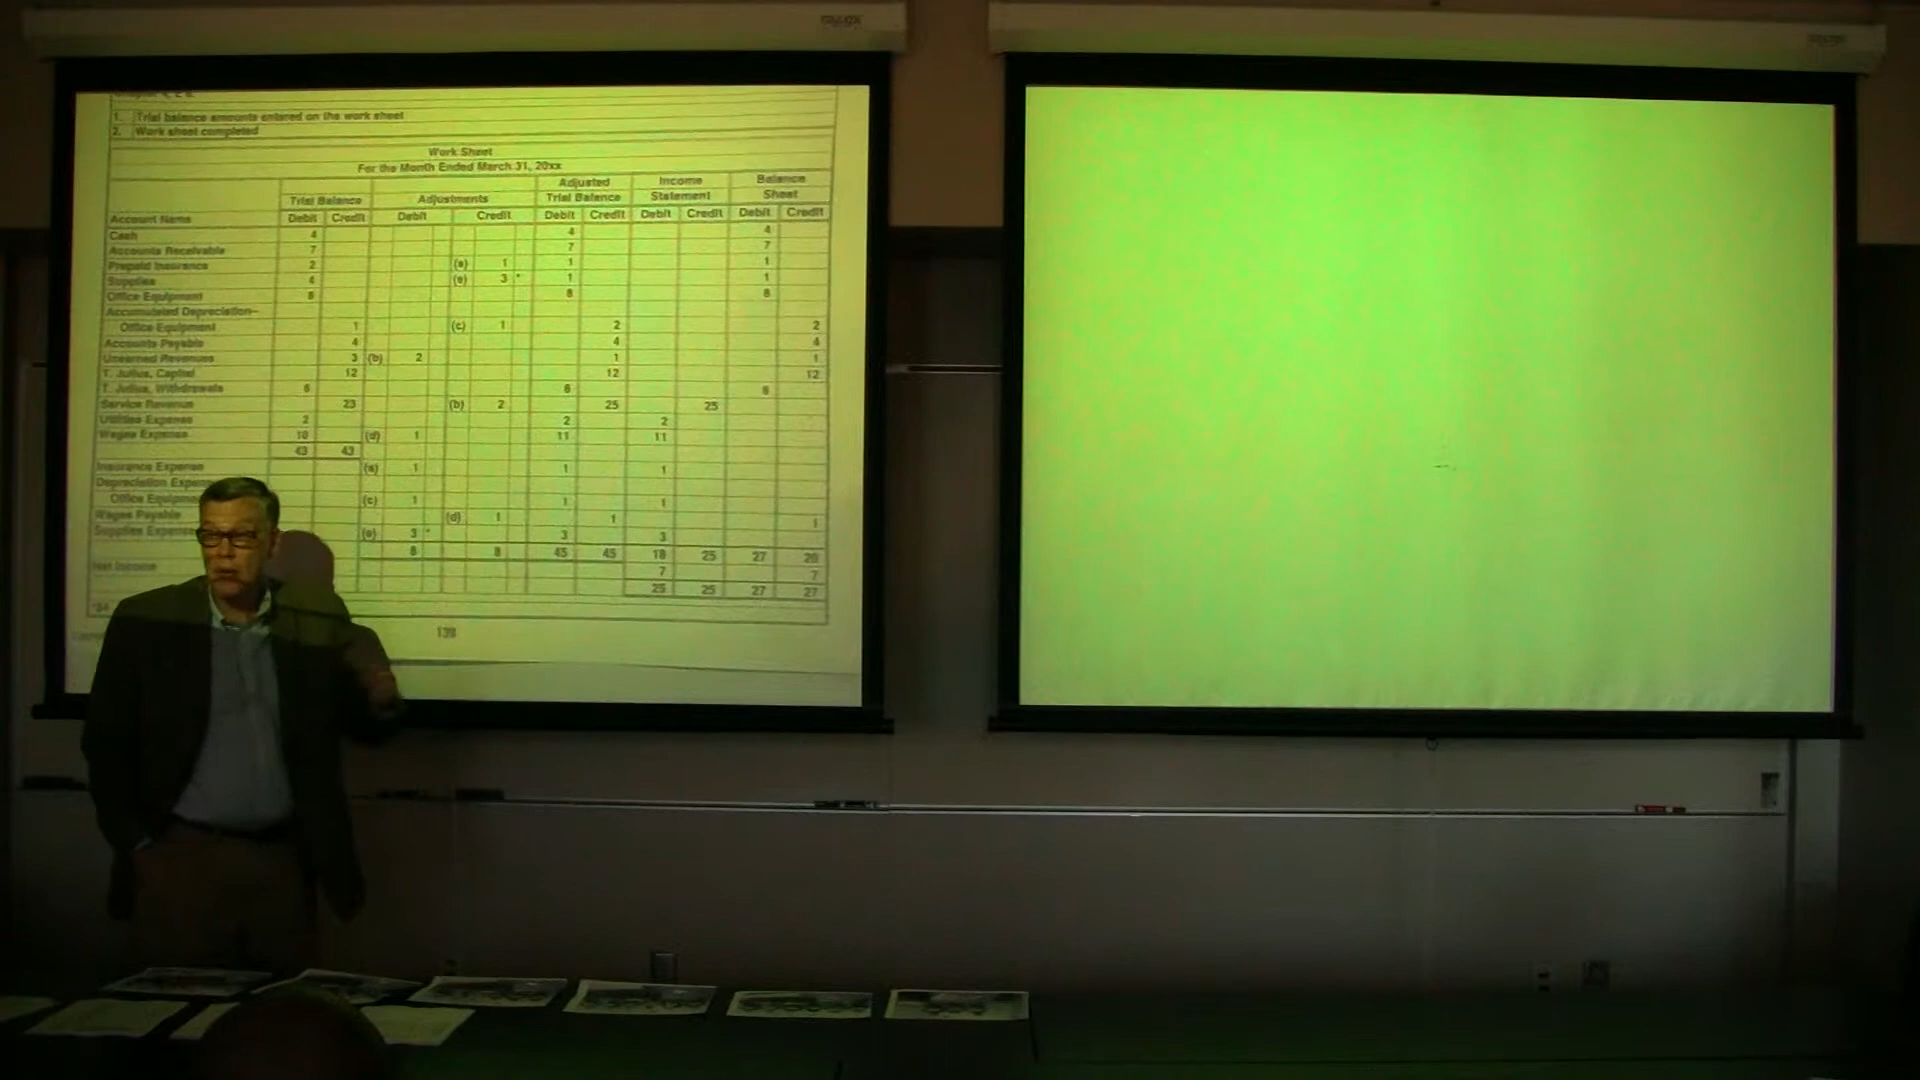 1. Trial balance amounts entered on the work sheet
2. Work sheet completed
Work Sheet
For the Month Ended March 31, 20xx
Trial Balance Adjustments Adjusted Trial Balance Income Statement Balance Sheet
Account Name Debit Credit Debit Credit Debit Credit Debit Credit Debit Credit
Cash 4 4 4
Accounts Receivable 7 7 7
Prepaid Insurance 2 (a) 1 1 1
Supplies 4 (e) 3 * 1 1
Office Equipment 8 8 8
Accumulated Depreciation–
Office Equipment 1 (c) 1 2 2
Accounts Payable 4 4 4
Unearned Revenues 3 (b) 2 1 1
T. Julius, Capital 12 12 12
T. Julius, Withdrawals 6 6 6
Service Revenue 23 (b) 2 25 25
Utilities Expense 2 2 2
Wages Expense 10 (d) 1 11 11
43 43
Insurance Expense (a) 1 1 1
Depreciation Expen
Office Equipme (c) 1 1 1
Wages Payable (d) 1 1 1
Supplies Expen (e) 3 * 3 3
8 8 45 45 18 25 27 20
Net Income 7 7
25 25 27 27
139